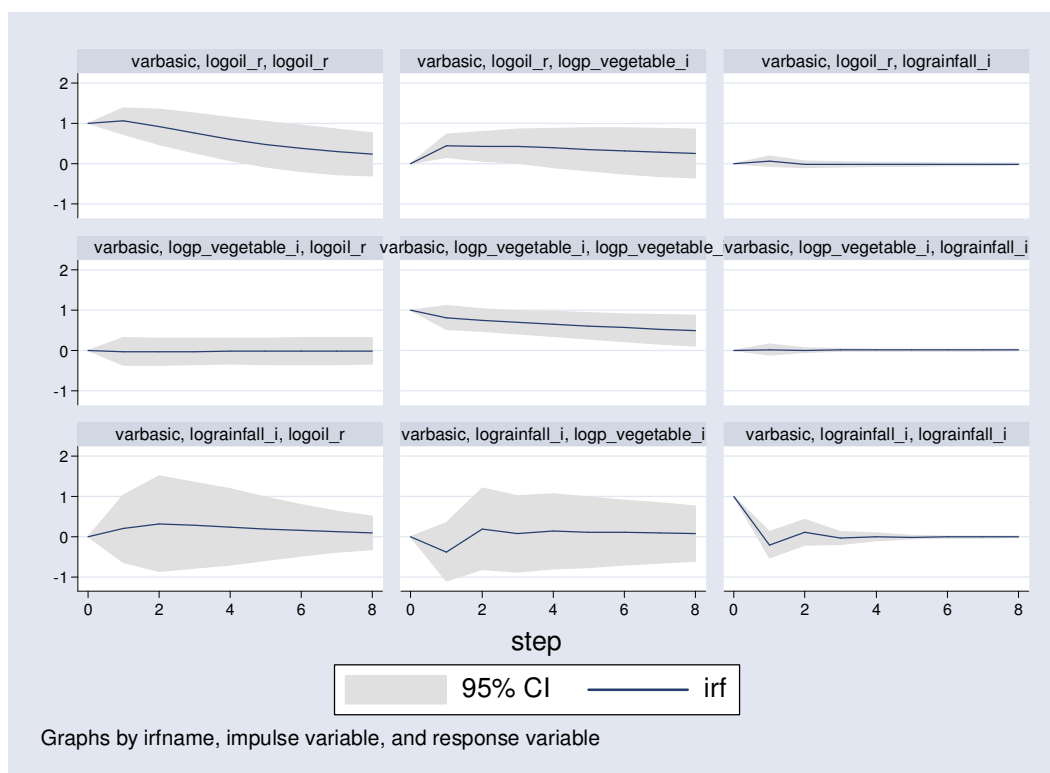 varbasic, logoil_r, logoil_r
varbasic, logoil_r, logp_vegetable_i
varbasic, logoil_r, lograinfall_i
2
1
0
-1
varbasic, logp_vegetable_i, logoil_r
varbasic, logp_vegetable_i, logp_vegetable_
varbasic, logp_vegetable_i, lograinfall_i
2
1
0
-1
varbasic, lograinfall_i, logoil_r
varbasic, lograinfall_i, logp_vegetable_i
varbasic, lograinfall_i, lograinfall_i
2
1
0
-1
0 2 4 6 8
0 2 4 6 8
0 2 4 6 8
step
95% CI irf
Graphs by irfname, impulse variable, and response variable